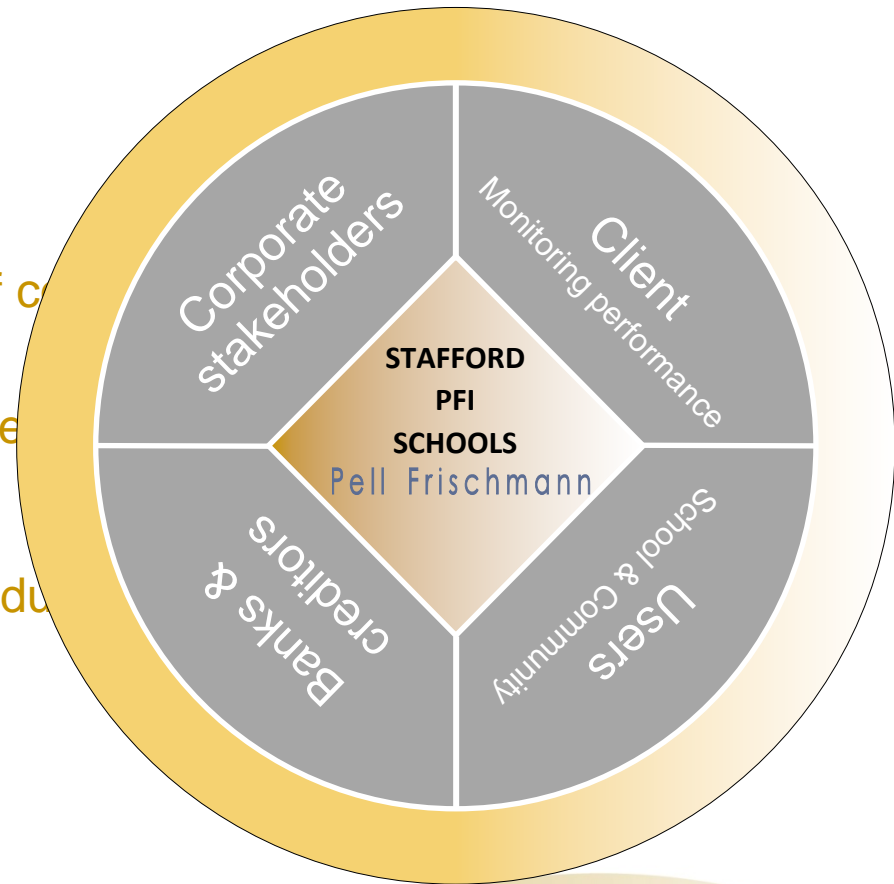 Corporate
stakeholders
Client
Monitoring performance
STAFFORD
PFI
SCHOOLS
Pell Frischmann
Banks &
creditors
School & Community
Users